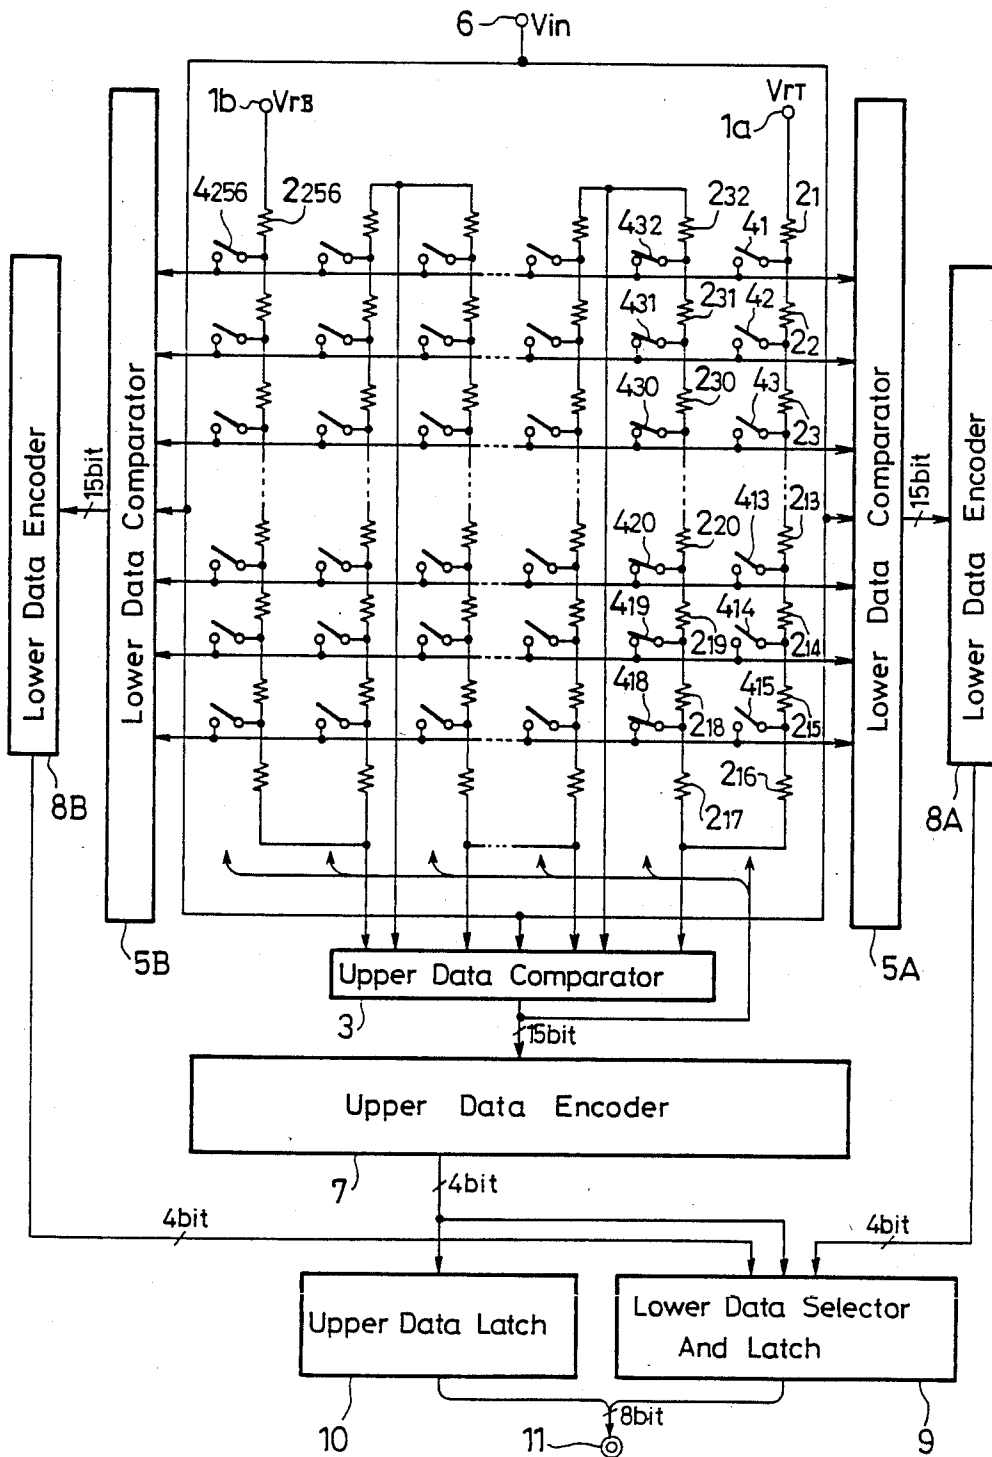 6 Vin
1b VrB
VrT
1a
4256 2256 432 232 41 21
431 231 42 22
430 230 43 23
420 220 413 213
419 219 414 214
418 218 415 215
217 216
Lower Data Encoder
15bit
Lower Data Comparator
Lower Data Comparator
15bit
Lower Data Encoder
8B
5B
5A
8A
Upper Data Comparator
3
15bit
Upper Data Encoder
7
4bit
4bit
4bit
Upper Data Latch
Lower Data Selector
And Latch
10
8bit
11
9